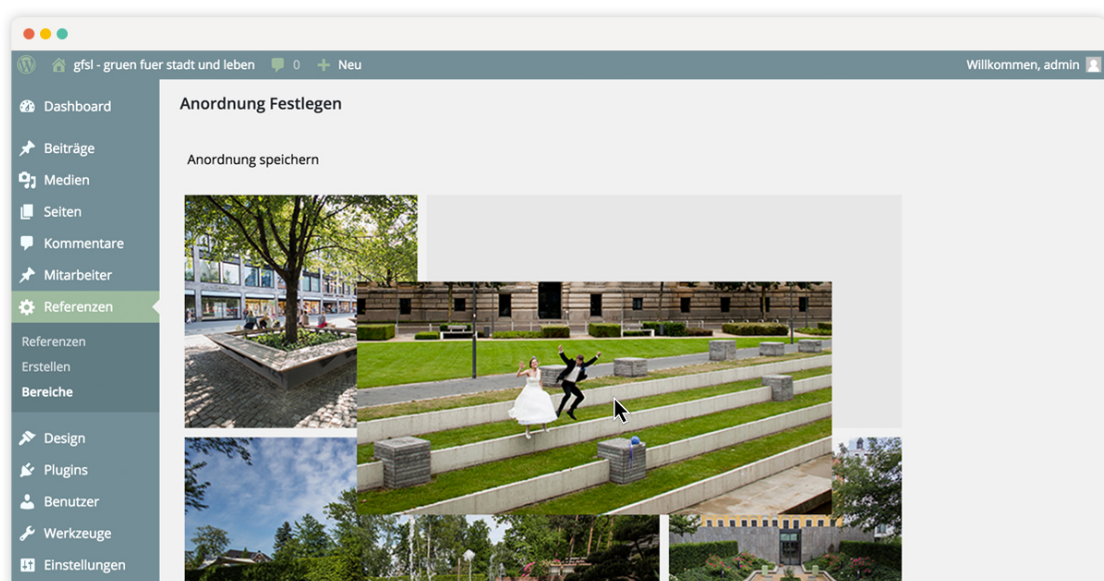 gfsl - gruen fuer stadt und leben 0 Neu Willkommen, admin
Dashboard
Beiträge
Medien
Seiten
Kommentare
Mitarbeiter
Referenzen
Referenzen
Erstellen
Bereiche
Design
Plugins
Benutzer
Werkzeuge
Einstellungen
Anordnung Festlegen
Anordnung speichern